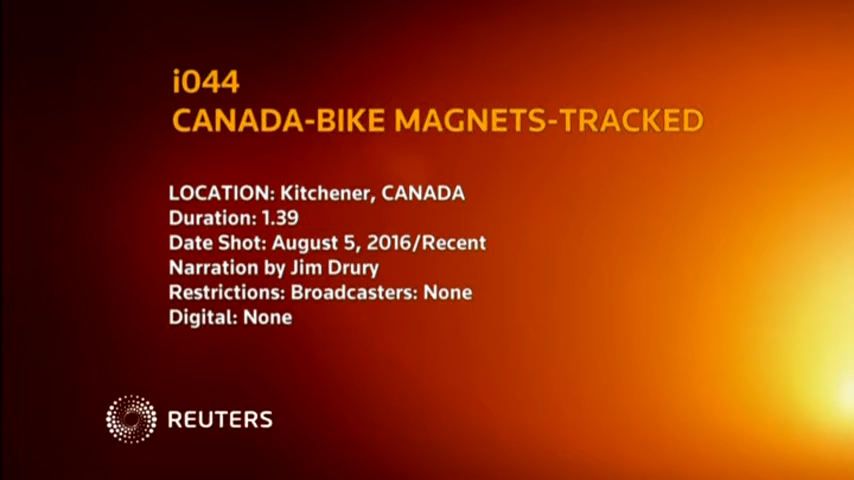 i044
CANADA-BIKE MAGNETS-TRACKED
LOCATION: Kitchener, CANADA
Duration: 1.39
Date Shot: August 5, 2016/Recent
Narration by Jim Drury
Restrictions: Broadcasters: None
Digital: None
REUTERS